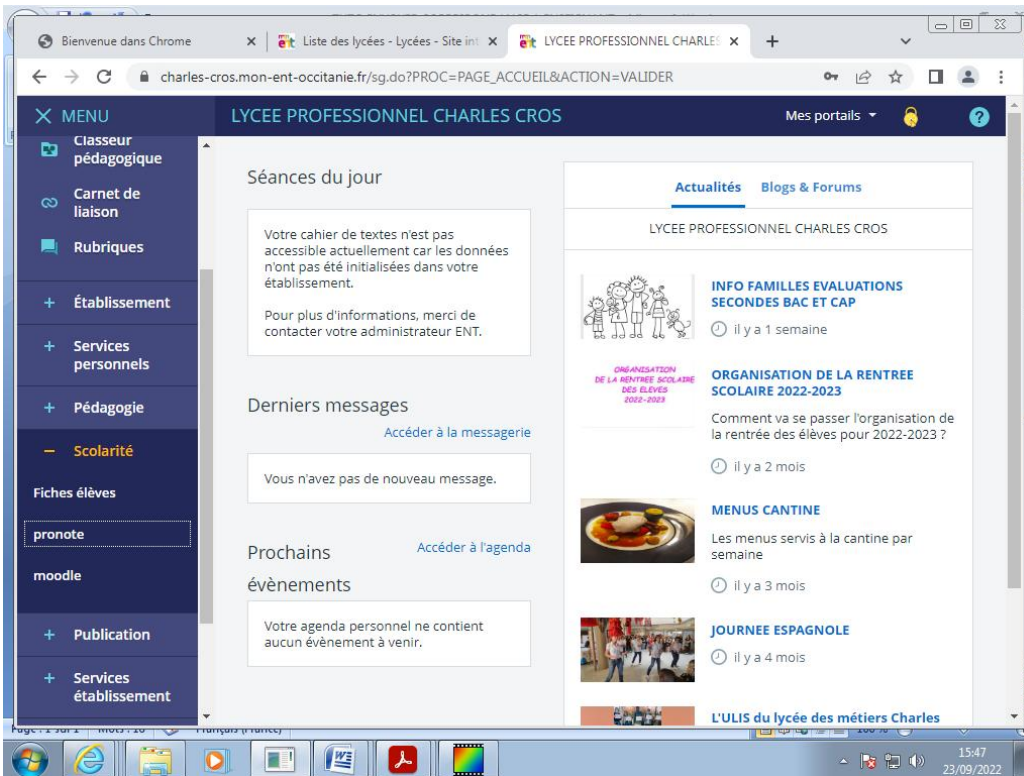 Bienvenue dans Chrome
Liste des lycées - Lycées - Site int
LYCEE PROFESSIONNEL CHARLES
charles-cros.mon-ent-occitanie.fr/sg.do?PROC=PAGE_ACCUEIL&ACTION=VALIDER
MENU
LYCEE PROFESSIONNEL CHARLES CROS
Mes portails
?
Classeur
pédagogique
Carnet de
liaison
Rubriques
+ Établissement
+ Services
personnels
+ Pédagogie
− Scolarité
Fiches élèves
pronote
moodle
+ Publication
+ Services
établissement
Séances du jour
Votre cahier de textes n'est pas
accessible actuellement car les données
n'ont pas été initialisées dans votre
établissement.
Pour plus d'informations, merci de
contacter votre administrateur ENT.
Derniers messages
Accéder à la messagerie
Vous n'avez pas de nouveau message.
Prochains
évènements
Accéder à l'agenda
Votre agenda personnel ne contient
aucun évènement à venir.
Actualités Blogs & Forums
LYCEE PROFESSIONNEL CHARLES CROS
INFO FAMILLES EVALUATIONS
SECONDES BAC ET CAP
il y a 1 semaine
ORGANISATION
DE LA RENTREE SCOLAIRE
DES ELEVES
2022-2023
ORGANISATION DE LA RENTREE
SCOLAIRE 2022-2023
Comment va se passer l'organisation de
la rentrée des élèves pour 2022-2023 ?
il y a 2 mois
MENUS CANTINE
Les menus servis à la cantine par
semaine
il y a 3 mois
JOURNEE ESPAGNOLE
il y a 4 mois
L'ULIS du lycée des métiers Charles
15:47
23/09/2022